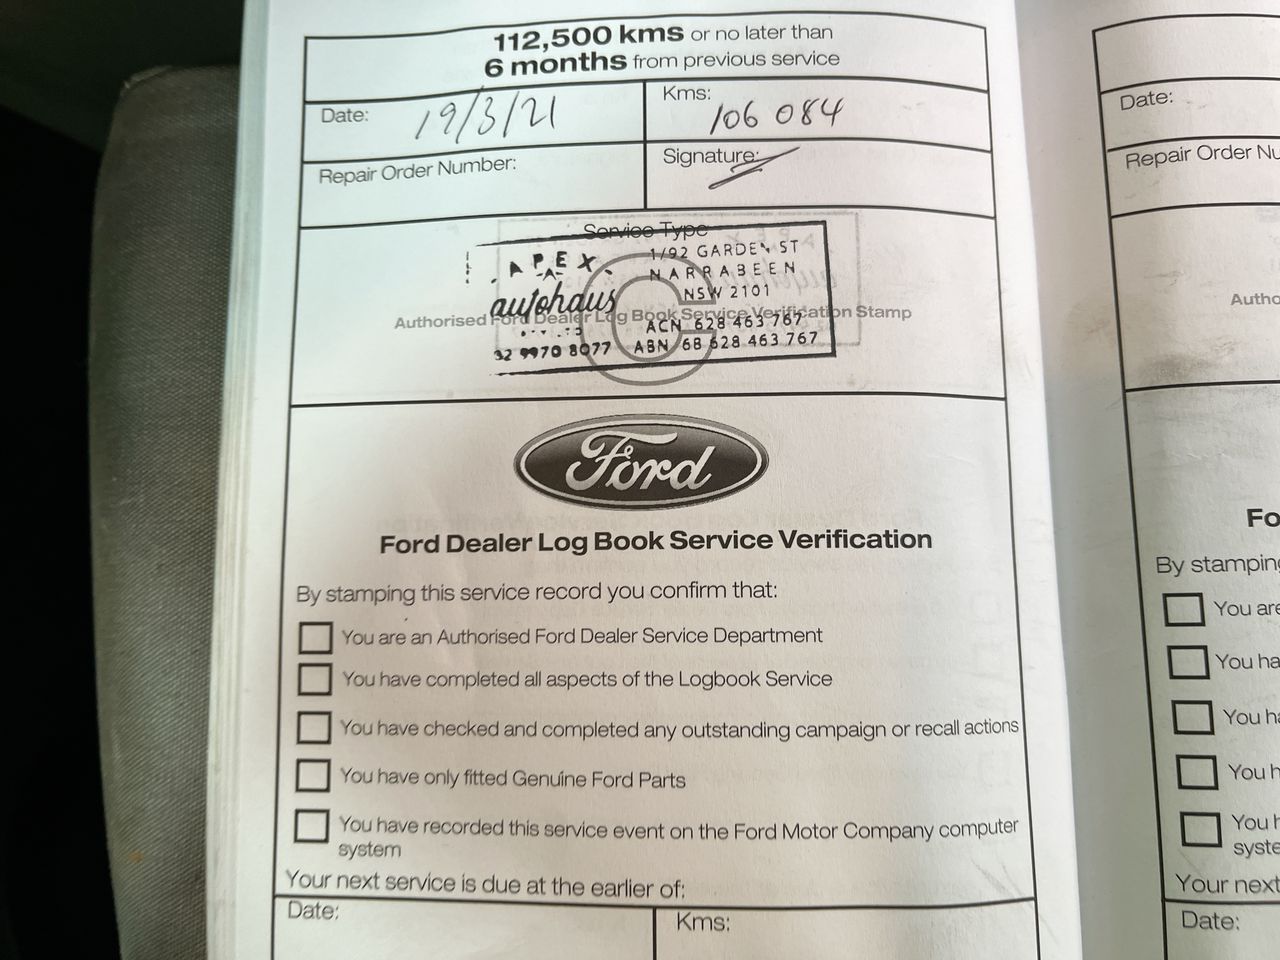 112,500 kms or no later than
6 months from previous service
Date: 19/3/21
Kms: 106 084
Repair Order Number:
Signature:
Service Type
C
APEX
autohaus
1/92 GARDEN ST
NARRABEEN
NSW 2101
Authorised Ford Dealer Log Book Service Verification Stamp
ACN 628 463 767
9970 8077 ABN 68 628 463 767
Ford
Ford Dealer Log Book Service Verification
By stamping this service record you confirm that:
You are an Authorised Ford Dealer Service Department
You have completed all aspects of the Logbook Service
You have checked and completed any outstanding campaign or recall actions
You have only fitted Genuine Ford Parts
You have recorded this service event on the Ford Motor Company computer
system
Your next service is due at the earlier of:
Date:
Kms:
Date:
Repair Order Nu
Autho
Fo
By stamping
You are
You ha
You ha
You h
You h
syste
Your next
Date: